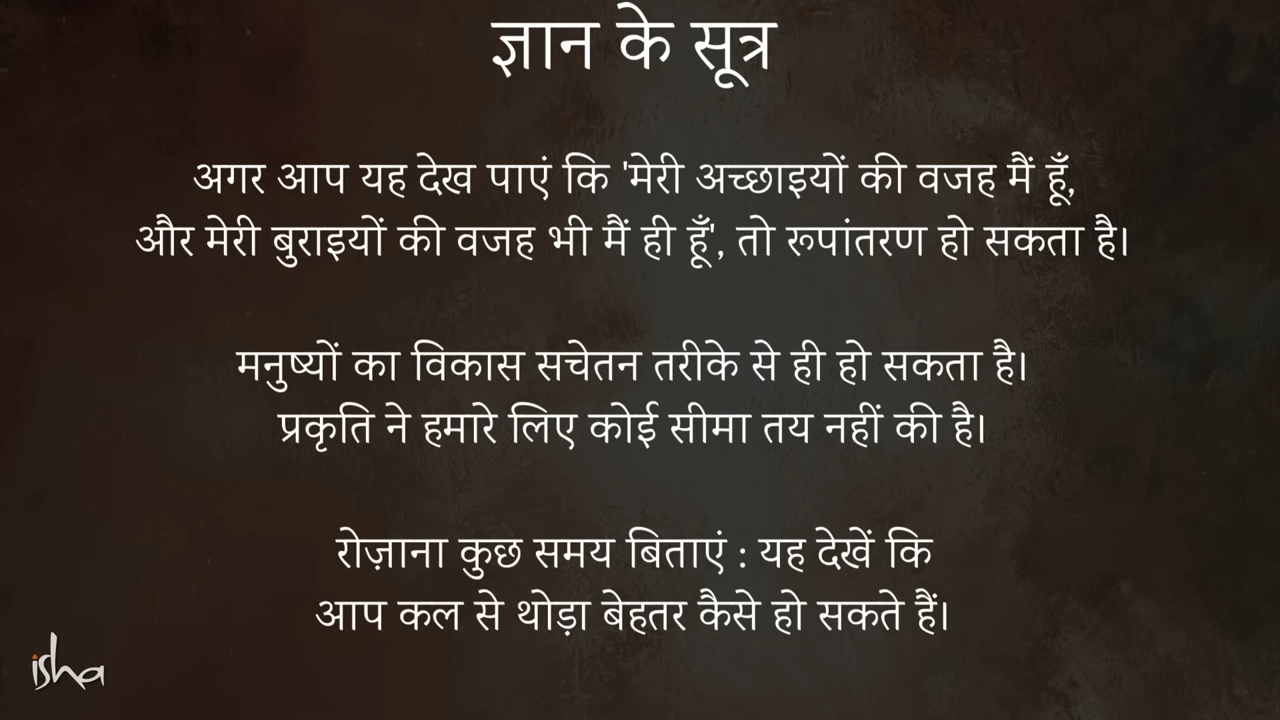 ज्ञान के सूत्र
अगर आप यह देख पाएं कि 'मेरी अच्छाइयों की वजह मैं हूँ,
और मेरी बुराइयों की वजह भी मैं ही हूँ', तो रूपांतरण हो सकता है।
मनुष्यों का विकास सचेतन तरीके से ही हो सकता है।
प्रकृति ने हमारे लिए कोई सीमा तय नहीं की है।
रोज़ाना कुछ समय बिताएं : यह देखें कि
आप कल से थोड़ा बेहतर कैसे हो सकते हैं।
isha